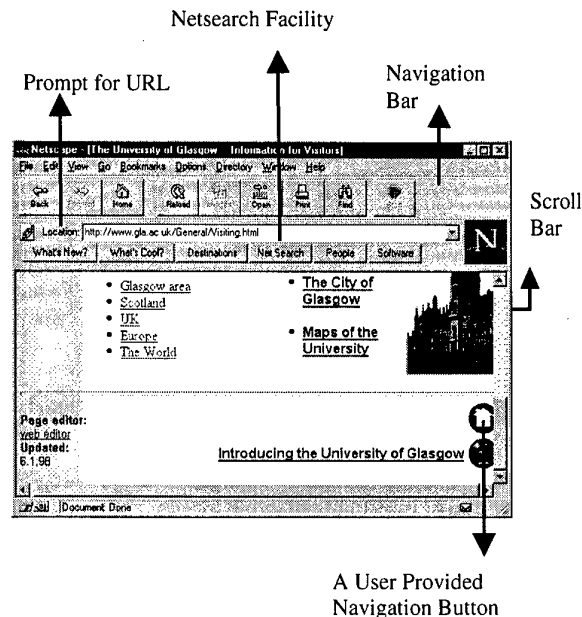 Netsearch Facility
Prompt for URL
Navigation
Bar
Netscape - [The University of Glasgow Information for Visitors]
File Edit View Go Bookmarks Options Directory Window Help
Back Home Reload Open Print Find
Location: http://www.gla.ac.uk/General/Visiting.html
N
What's New? What's Cool? Destinations Net Search People Software
Scroll
Bar
• Glasgow area
• Scotland
• UK
• Europe
• The World
• The City of
Glasgow
• Maps of the
University
Page editor:
web editor
Updated:
6.1.98
Introducing the University of Glasgow
Document Done
A User Provided
Navigation Button